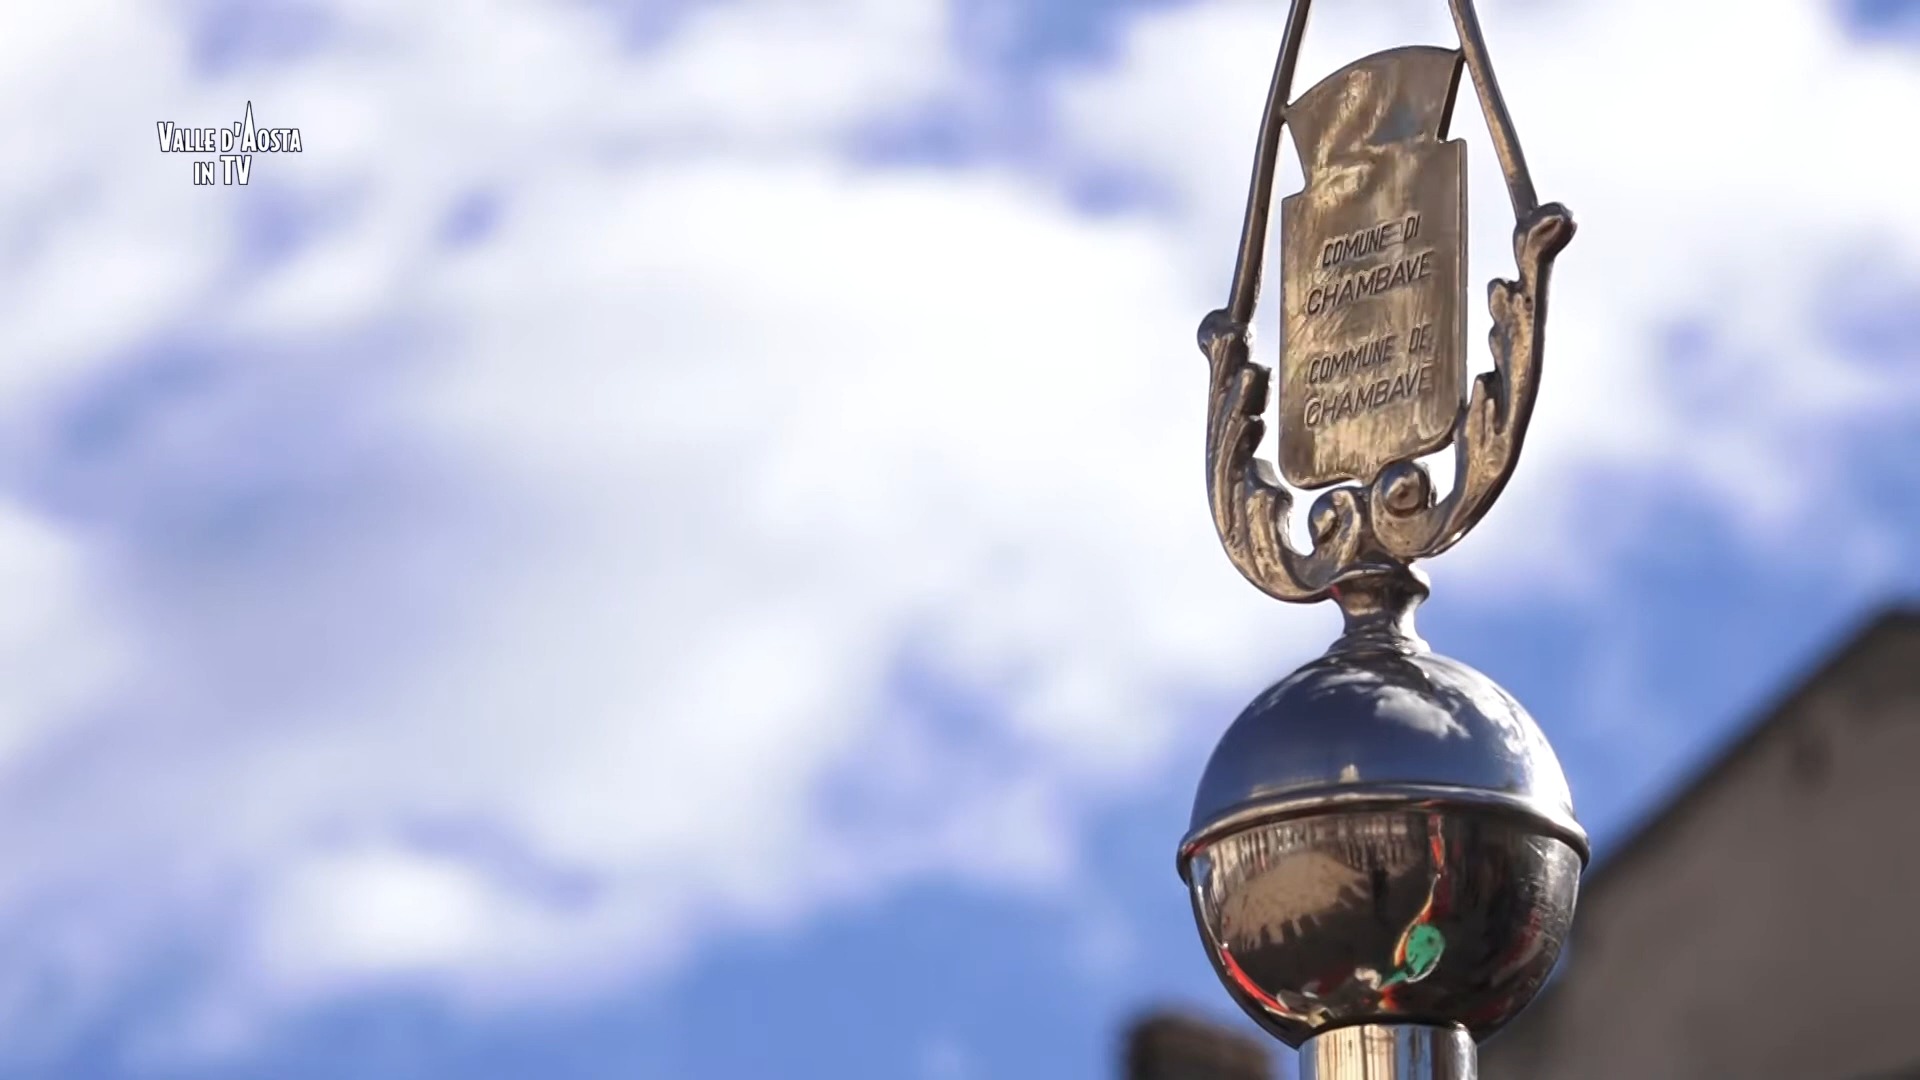 VALLE D'AOSTA
IN TV
COMUNE DI
CHAMBAVE
COMMUNE DE
CHAMBAVE